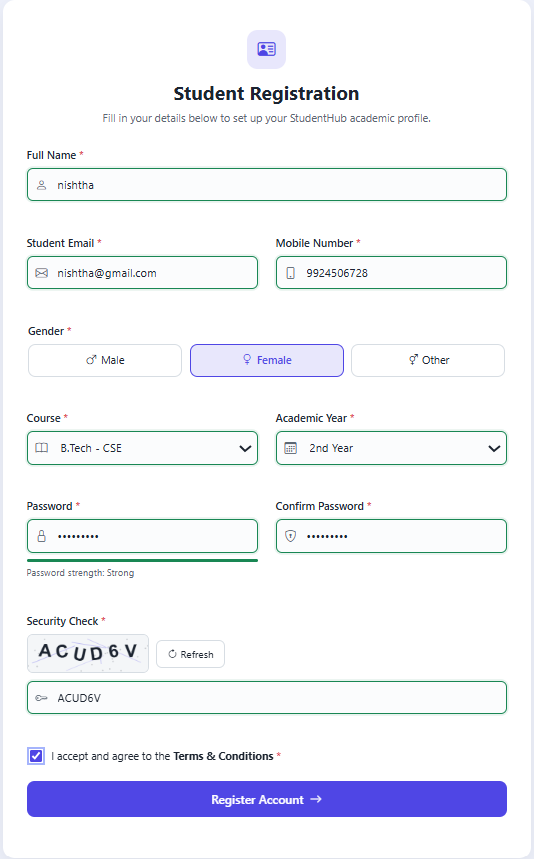 Student Registration
Fill in your details below to set up your StudentHub academic profile.
Full Name *
nishtha
Student Email * Mobile Number *
nishtha@gmail.com 9924506728
Gender *
Male Female Other
Course * Academic Year *
B.Tech - CSE 2nd Year
Password * Confirm Password *
••••••••• •••••••••
Password strength: Strong
Security Check *
ACUD6V Refresh
ACUD6V
I accept and agree to the Terms & Conditions *
Register Account →